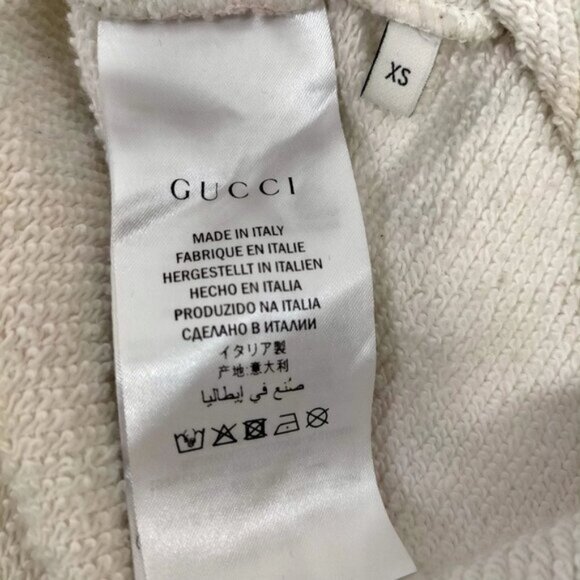 XS
GUCCI
MADE IN ITALY
FABRIQUE EN ITALIE
HERGESTELLT IN ITALIEN
HECHO EN ITALIA
PRODUZIDO NA ITALIA
СДЕЛАНО В ИТАЛИИ
イタリア製
产地:意大利
صُنع في إيطاليا